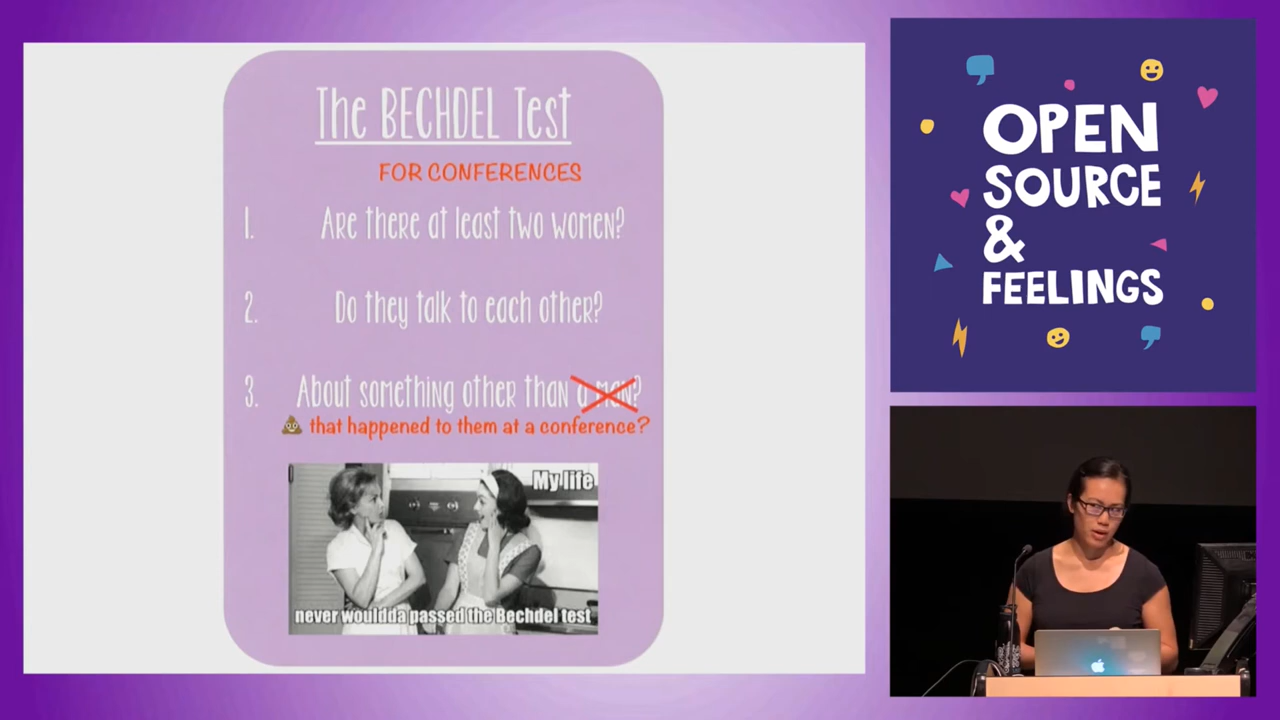 The BECHDEL Test
FOR CONFERENCES
1. Are there at least two women?
2. Do they talk to each other?
3. About something other than a man?
💩 that happened to them at a conference?
My life
never wouldda passed the Bechdel test
OPEN
SOURCE
&
FEELINGS